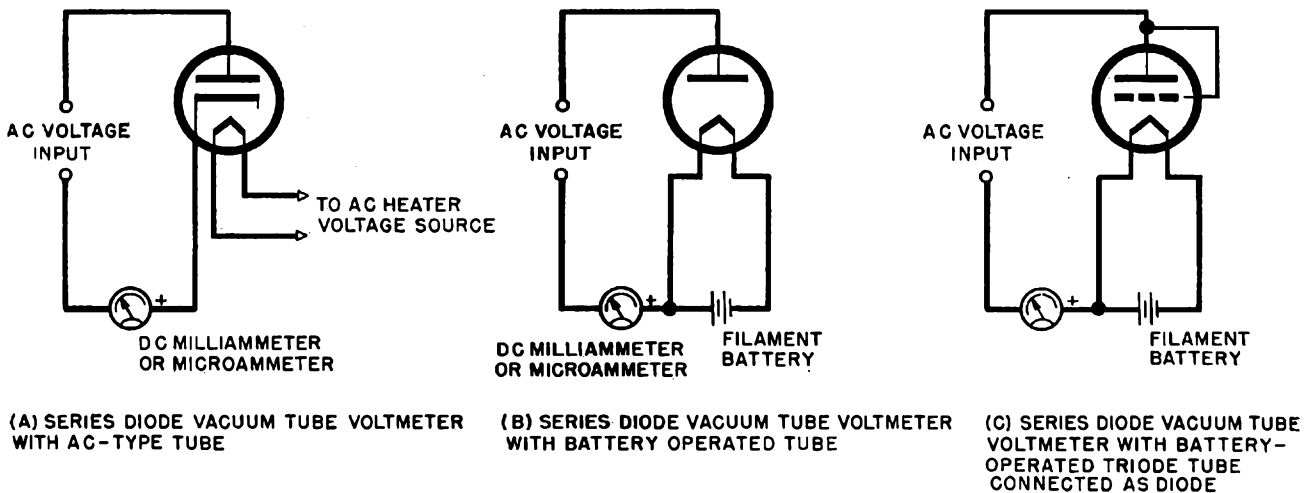 AC VOLTAGE
INPUT
TO AC HEATER
VOLTAGE SOURCE
+
DC MILLIAMMETER
OR MICROAMMETER
(A) SERIES DIODE VACUUM TUBE VOLTMETER
WITH AC-TYPE TUBE
AC VOLTAGE
INPUT
+
DC MILLIAMMETER
OR MICROAMMETER
FILAMENT
BATTERY
(B) SERIES DIODE VACUUM TUBE VOLTMETER
WITH BATTERY OPERATED TUBE
AC VOLTAGE
INPUT
+
FILAMENT
BATTERY
(C) SERIES DIODE VACUUM TUBE
VOLTMETER WITH BATTERY-
OPERATED TRIODE TUBE
CONNECTED AS DIODE